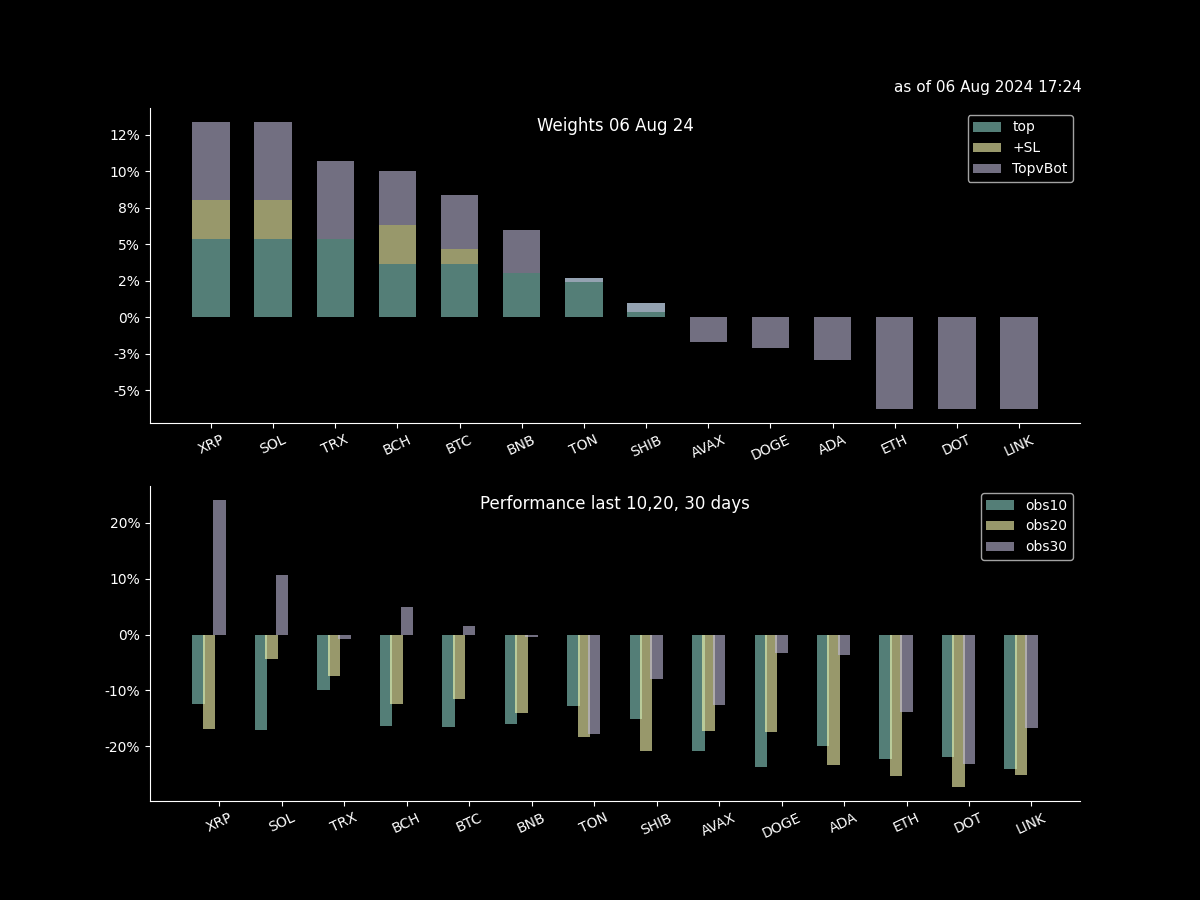 as of 06 Aug 2024 17:24
Weights 06 Aug 24
top
+SL
TopvBot
12%
10%
8%
5%
2%
0%
-3%
-5%
XRP SOL TRX BCH BTC BNB TON SHIB AVAX DOGE ADA ETH DOT LINK
Performance last 10,20, 30 days
obs10
obs20
obs30
20%
10%
0%
-10%
-20%
XRP SOL TRX BCH BTC BNB TON SHIB AVAX DOGE ADA ETH DOT LINK